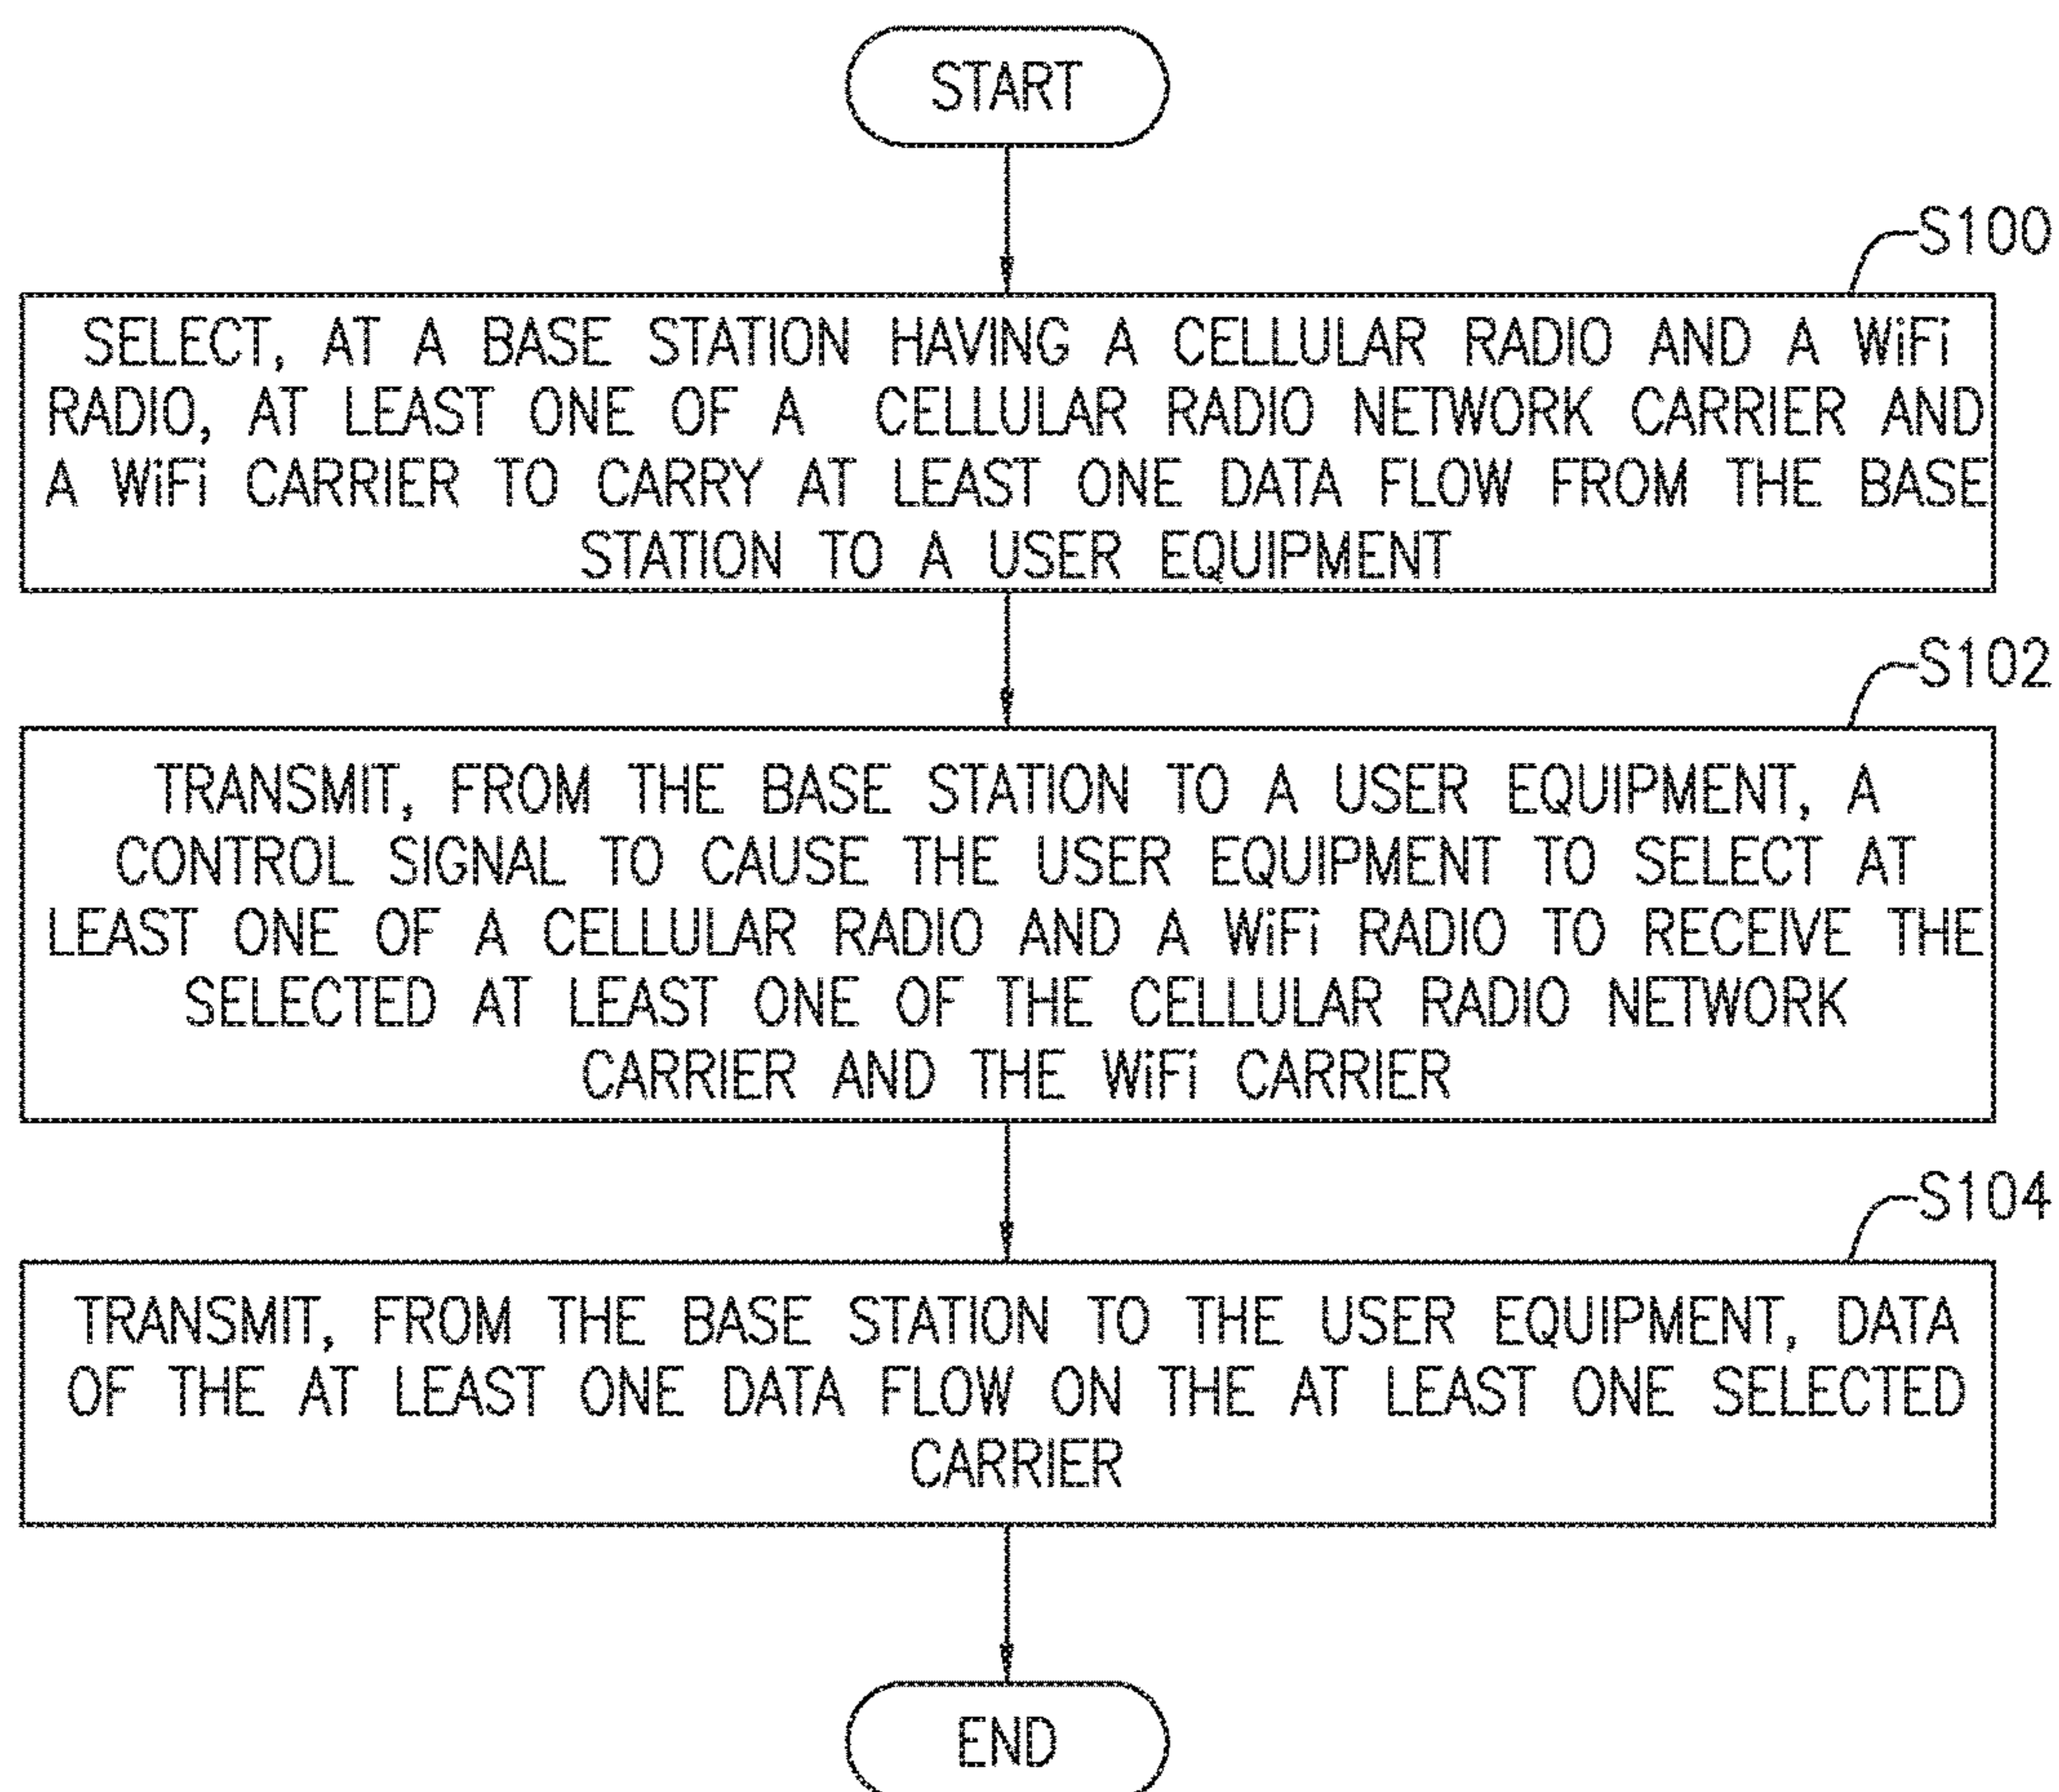 START
S100
SELECT, AT A BASE STATION HAVING A CELLULAR RADIO AND A WiFi
RADIO, AT LEAST ONE OF A CELLULAR RADIO NETWORK CARRIER AND
A WiFi CARRIER TO CARRY AT LEAST ONE DATA FLOW FROM THE BASE
STATION TO A USER EQUIPMENT
S102
TRANSMIT, FROM THE BASE STATION TO A USER EQUIPMENT, A
CONTROL SIGNAL TO CAUSE THE USER EQUIPMENT TO SELECT AT
LEAST ONE OF A CELLULAR RADIO AND A WiFi RADIO TO RECEIVE THE
SELECTED AT LEAST ONE OF THE CELLULAR RADIO NETWORK
CARRIER AND THE WiFi CARRIER
S104
TRANSMIT, FROM THE BASE STATION TO THE USER EQUIPMENT, DATA
OF THE AT LEAST ONE DATA FLOW ON THE AT LEAST ONE SELECTED
CARRIER
END